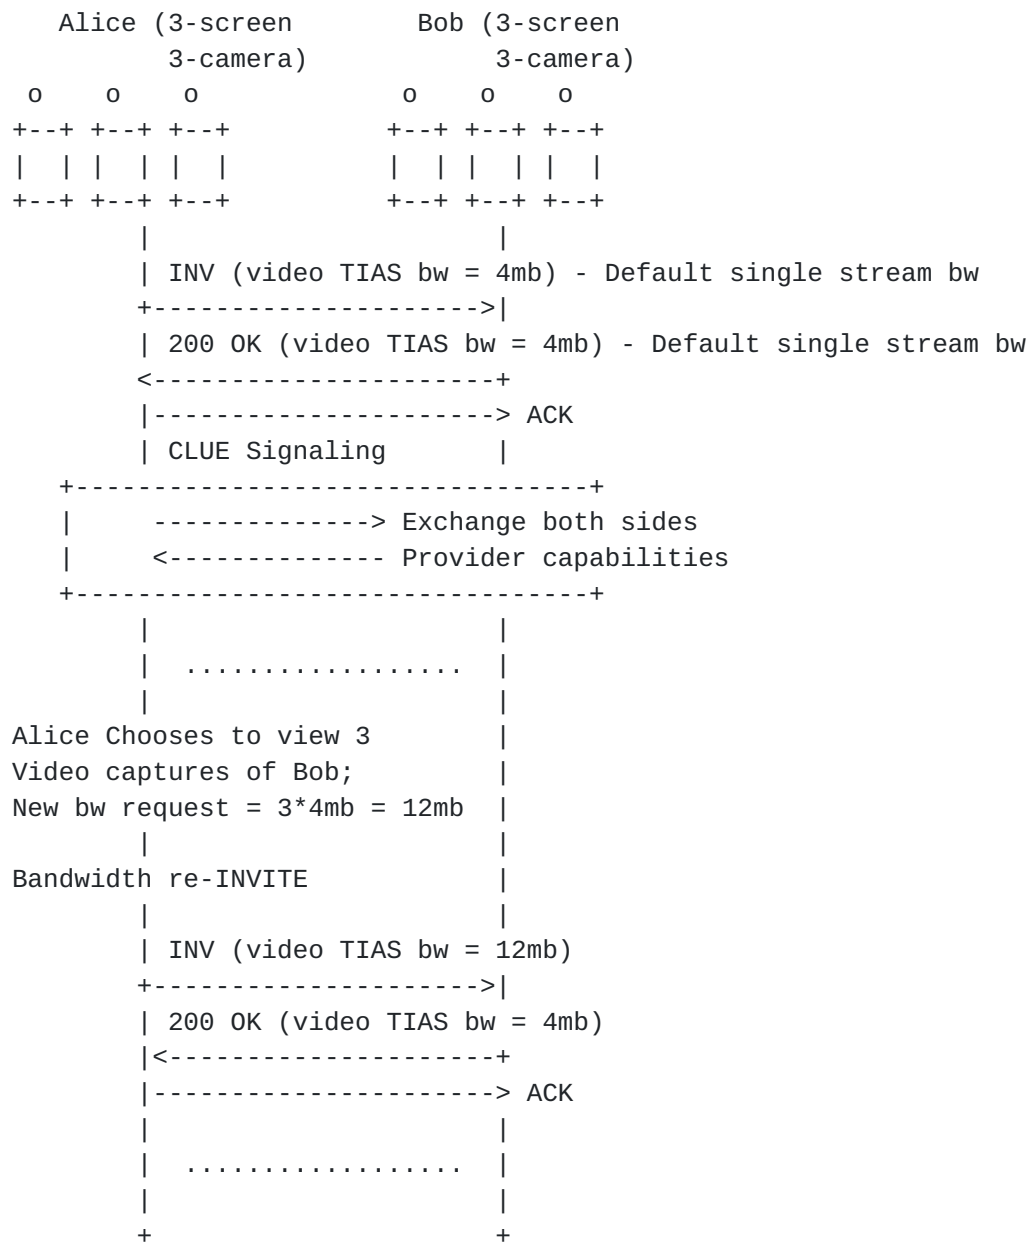 Alice (3-screen        Bob (3-screen
          3-camera)            3-camera)
 o    o    o             o    o    o
+--+ +--+ +--+          +--+ +--+ +--+
|  | |  | |  |          |  | |  | |  |
+--+ +--+ +--+          +--+ +--+ +--+
        |                      |
        | INV (video TIAS bw = 4mb) - Default single stream bw
        +--------------------->|
        | 200 OK (video TIAS bw = 4mb) - Default single stream bw
        <----------------------+
        |----------------------> ACK
        | CLUE Signaling       |
   +---------------------------------+
   |     --------------> Exchange both sides
   |     <-------------- Provider capabilities
   +---------------------------------+
        |                      |
        |  ..................  |
        |                      |
Alice Chooses to view 3        |
Video captures of Bob;         |
New bw request = 3*4mb = 12mb  |
        |                      |
Bandwidth re-INVITE            |
        |                      |
        | INV (video TIAS bw = 12mb)
        +--------------------->|
        | 200 OK (video TIAS bw = 4mb)
        |<---------------------+
        |----------------------> ACK
        |                      |
        |  ..................  |
        |                      |
        +                      +